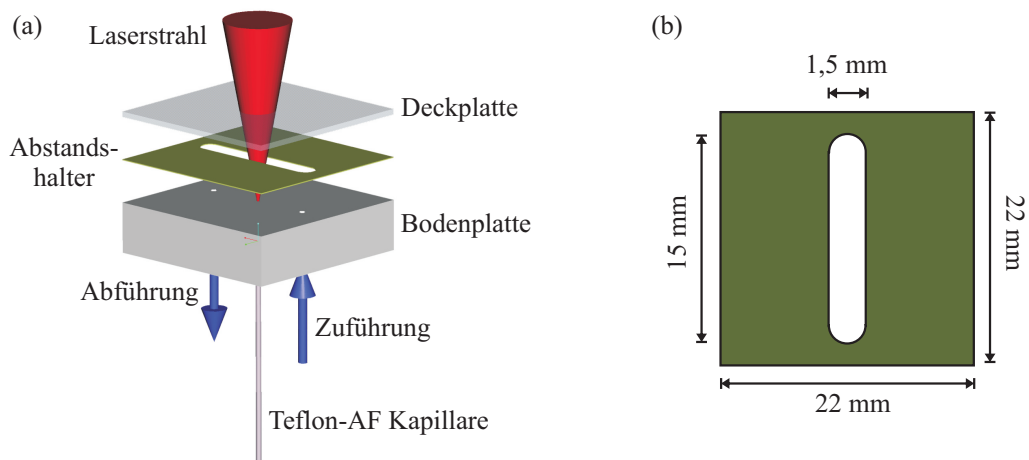 (a)
Laserstrahl
Deckplatte
Abstands-
halter
Bodenplatte
Abführung
Zuführung
Teflon-AF Kapillare
(b)
1,5 mm
15 mm
22 mm
22 mm